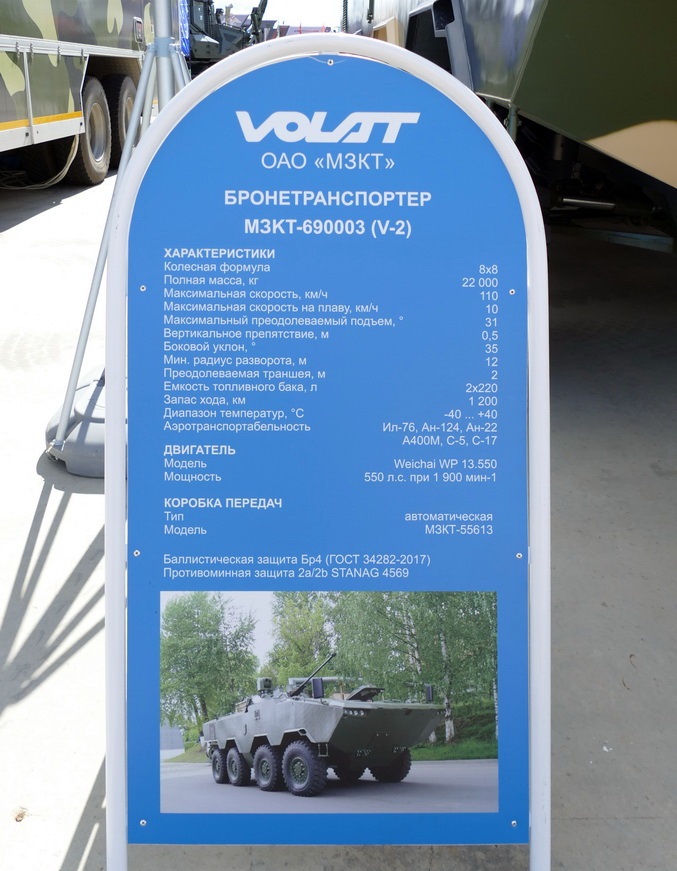 VOLAT
ОАО «МЗКТ»
БРОНЕТРАНСПОРТЕР
МЗКТ-690003 (V-2)
ХАРАКТЕРИСТИКИ
Колесная формула 8х8
Полная масса, кг 22 000
Максимальная скорость, км/ч 110
Максимальная скорость на плаву, км/ч 10
Максимальный преодолеваемый подъем, ° 31
Вертикальное препятствие, м 0,5
Боковой уклон, ° 35
Мин. радиус разворота, м 12
Преодолеваемая траншея, м 2
Емкость топливного бака, л 2х220
Запас хода, км 1 200
Диапазон температур, °С -40 ... +40
Аэротранспортабельность Ил-76, Ан-124, Ан-22
А400М, С-5, С-17
ДВИГАТЕЛЬ
Модель Weichai WP 13.550
Мощность 550 л.с. при 1 900 мин-1
КОРОБКА ПЕРЕДАЧ
Тип автоматическая
Модель МЗКТ-55613
Баллистическая защита Бр4 (ГОСТ 34282-2017)
Противоминная защита 2a/2b STANAG 4569